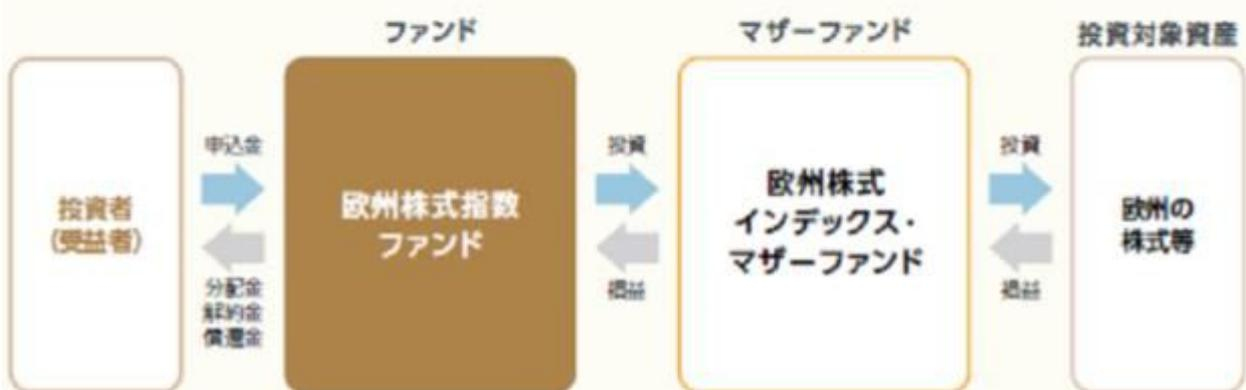 ファンド
マザーファンド
投資対象資産
投資者
(受益者)
申込金
分配金
解約金
償還金
欧州株式指数
ファンド
投資
損益
欧州株式
インデックス・
マザーファンド
投資
損益
欧州の
株式等